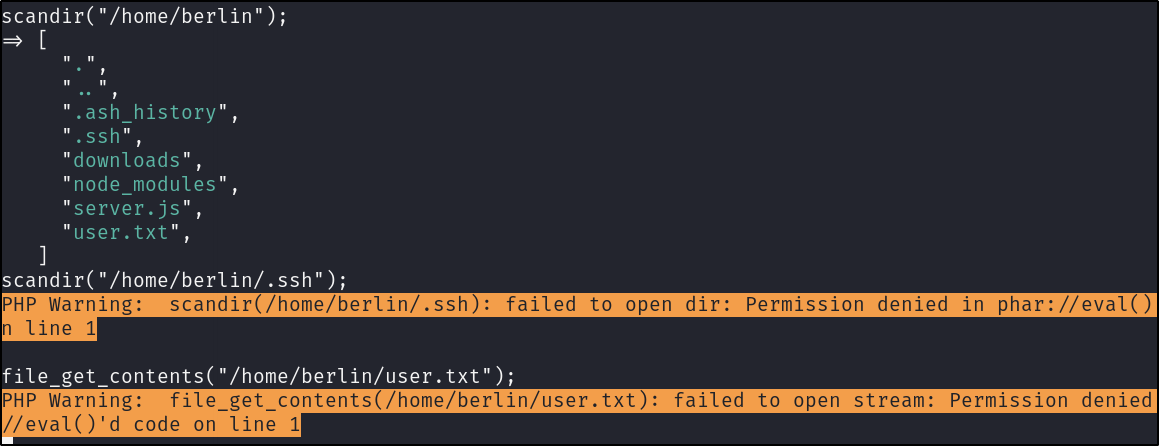 scandir("/home/berlin");
⇒ [
     ".",
     "..",
     ".ash_history",
     ".ssh",
     "downloads",
     "node_modules",
     "server.js",
     "user.txt",
   ]
scandir("/home/berlin/.ssh");
PHP Warning:  scandir(/home/berlin/.ssh): failed to open dir: Permission denied in phar://eval()
n line 1
file_get_contents("/home/berlin/user.txt");
PHP Warning:  file_get_contents(/home/berlin/user.txt): failed to open stream: Permission denied
//eval()'d code on line 1